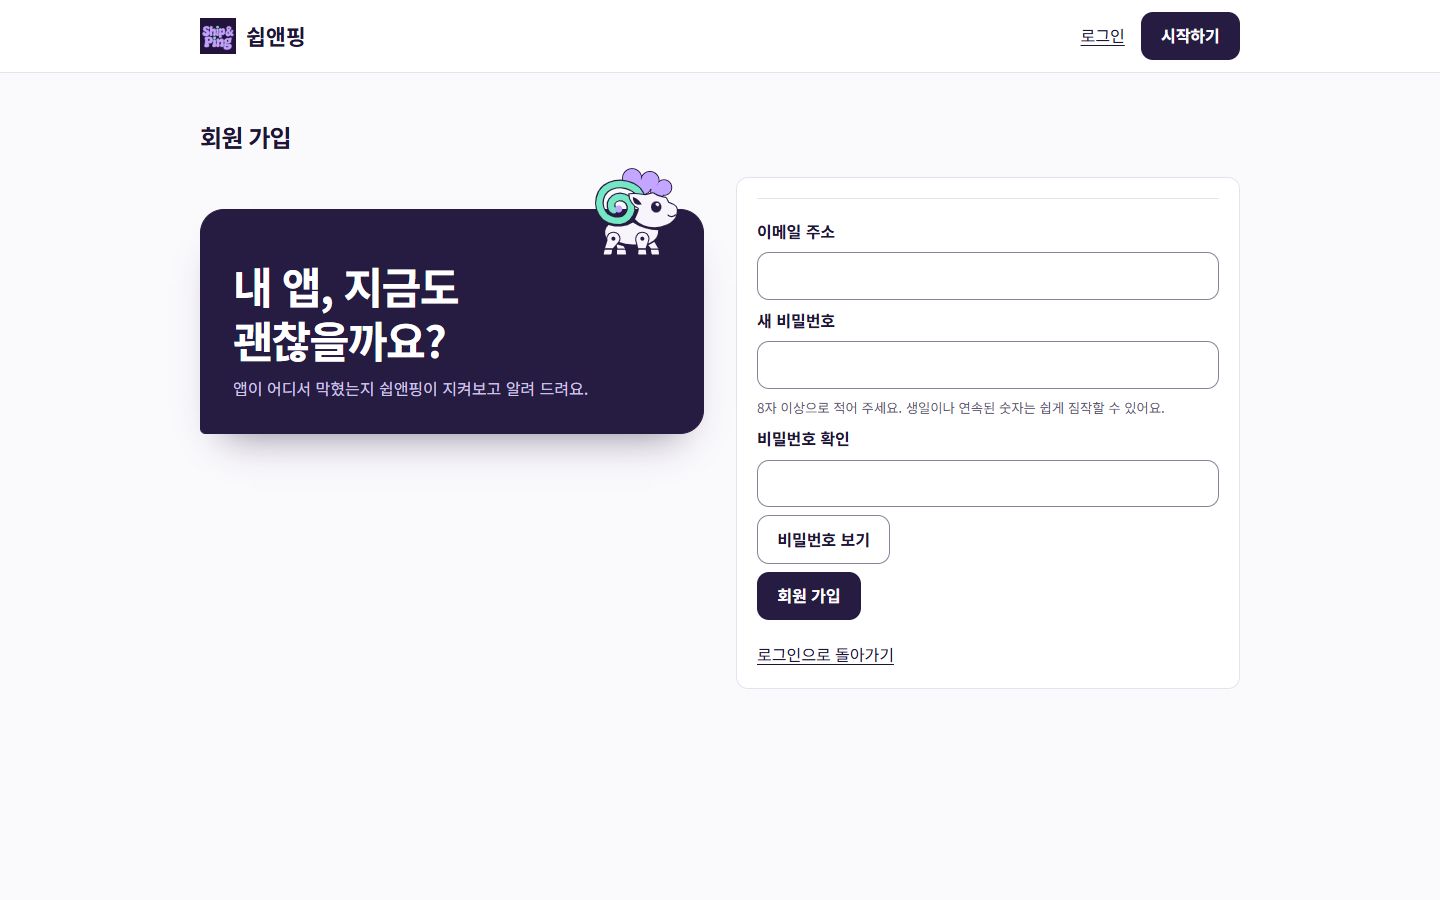 Ship&
Ping
쉽앤핑
로그인
시작하기
회원 가입
내 앱, 지금도
괜찮을까요?
앱이 어디서 막혔는지 쉽앤핑이 지켜보고 알려 드려요.
이메일 주소
새 비밀번호
8자 이상으로 적어 주세요. 생일이나 연속된 숫자는 쉽게 짐작할 수 있어요.
비밀번호 확인
비밀번호 보기
회원 가입
로그인으로 돌아가기